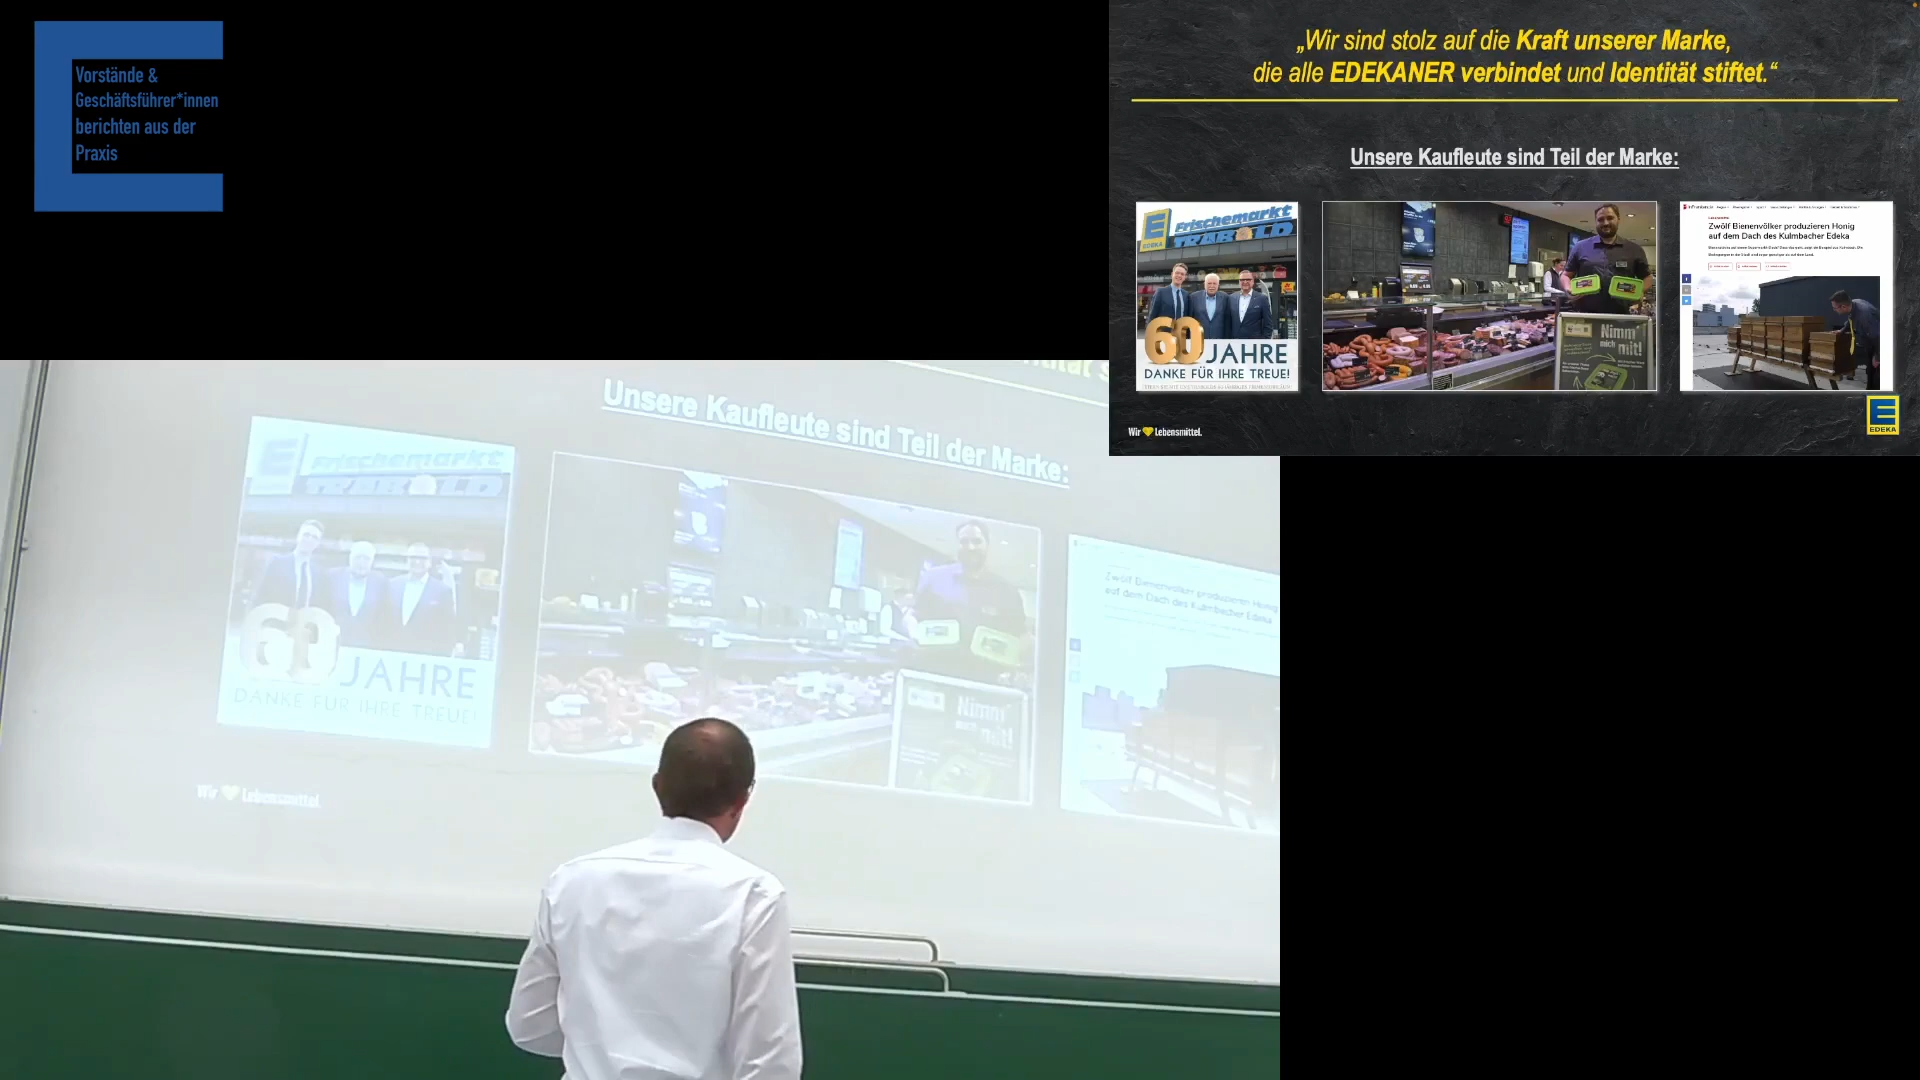 Vorstände &
Geschäftsführer*innen
berichten aus der
Praxis
„Wir sind stolz auf die Kraft unserer Marke,
die alle EDEKANER verbindet und Identität stiftet.“
Unsere Kaufleute sind Teil der Marke:
EDEKA
Frischemarkt
TRABOLD
60 JAHRE
DANKE FÜR IHRE TREUE!
Nimm
mich
mit!
Zwölf Bienenvölker produzieren Honig
auf dem Dach des Kulmbacher Edeka
Wir Lebensmittel.
EDEKA
Unsere Kaufleute sind Teil der Marke:
Frischemarkt
TRABOLD
60 JAHRE
DANKE FÜR IHRE TREUE!
Nimm
mich
mit!
Zwölf Bienenvölker produzieren Honig
auf dem Dach des Kulmbacher Edeka
Wir Lebensmittel.